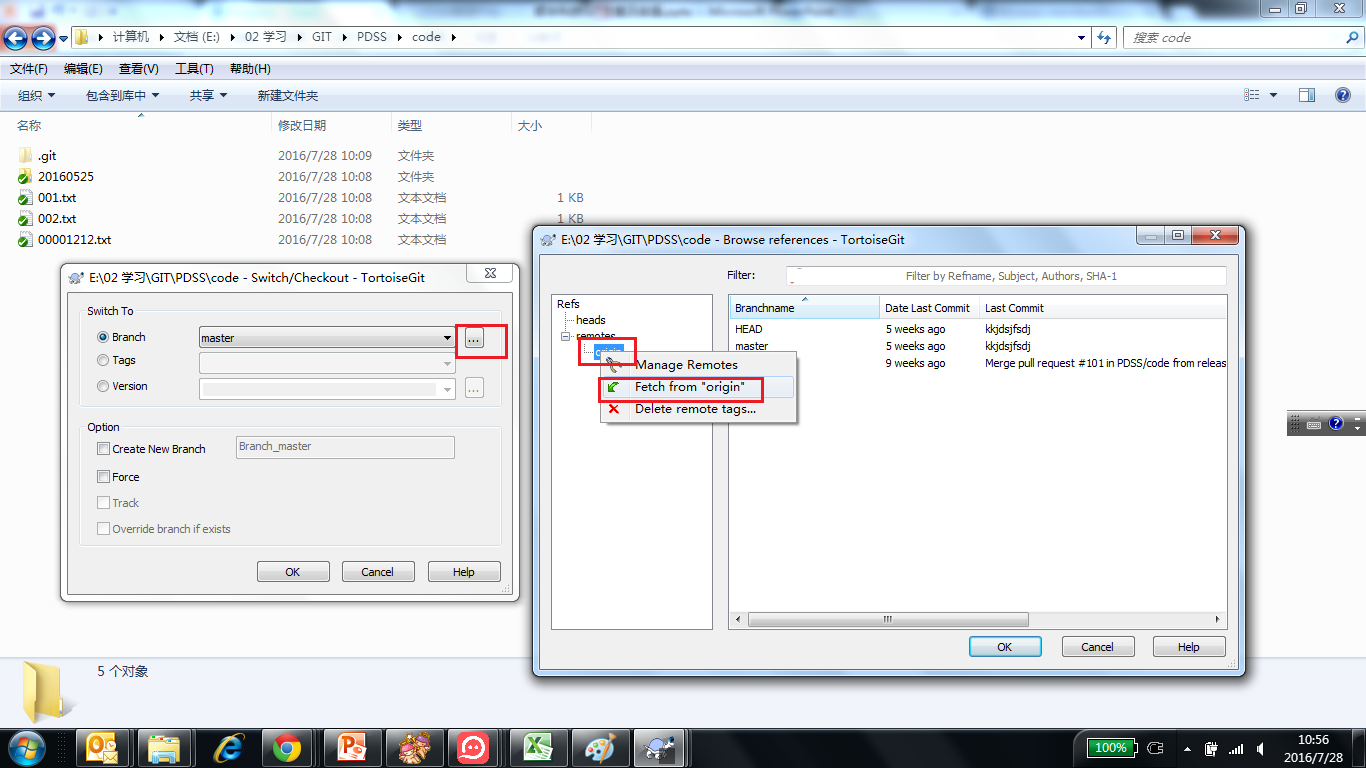 计算机 ▸ 文档 (E:) ▸ 02 学习 ▸ GIT ▸ PDSS ▸ code ▸
搜索 code
文件(F) 编辑(E) 查看(V) 工具(T) 帮助(H)
组织 包含到库中 共享 新建文件夹
名称 修改日期 类型 大小
.git 2016/7/28 10:09 文件夹
20160525 2016/7/28 10:08 文件夹
001.txt 2016/7/28 10:08 文本文档 1 KB
002.txt 2016/7/28 10:08 文本文档 1 KB
00001212.txt 2016/7/28 10:08 文本文档
E:\02 学习\GIT\PDSS\code - Switch/Checkout - TortoiseGit
Switch To
Branch master ...
Tags
Version ...
Option
Create New Branch Branch_master
Force
Track
Override branch if exists
OK Cancel Help
E:\02 学习\GIT\PDSS\code - Browse references - TortoiseGit
Filter: Filter by Refname, Subject, Authors, SHA-1
Refs
heads
remotes
Manage Remotes
Fetch from "origin"
Delete remote tags...
Branchname Date Last Commit Last Commit
HEAD 5 weeks ago kkjdsjfsdj
master 5 weeks ago kkjdsjfsdj
9 weeks ago Merge pull request #101 in PDSS/code from releas
OK Cancel Help
5 个对象
100%
10:56
2016/7/28